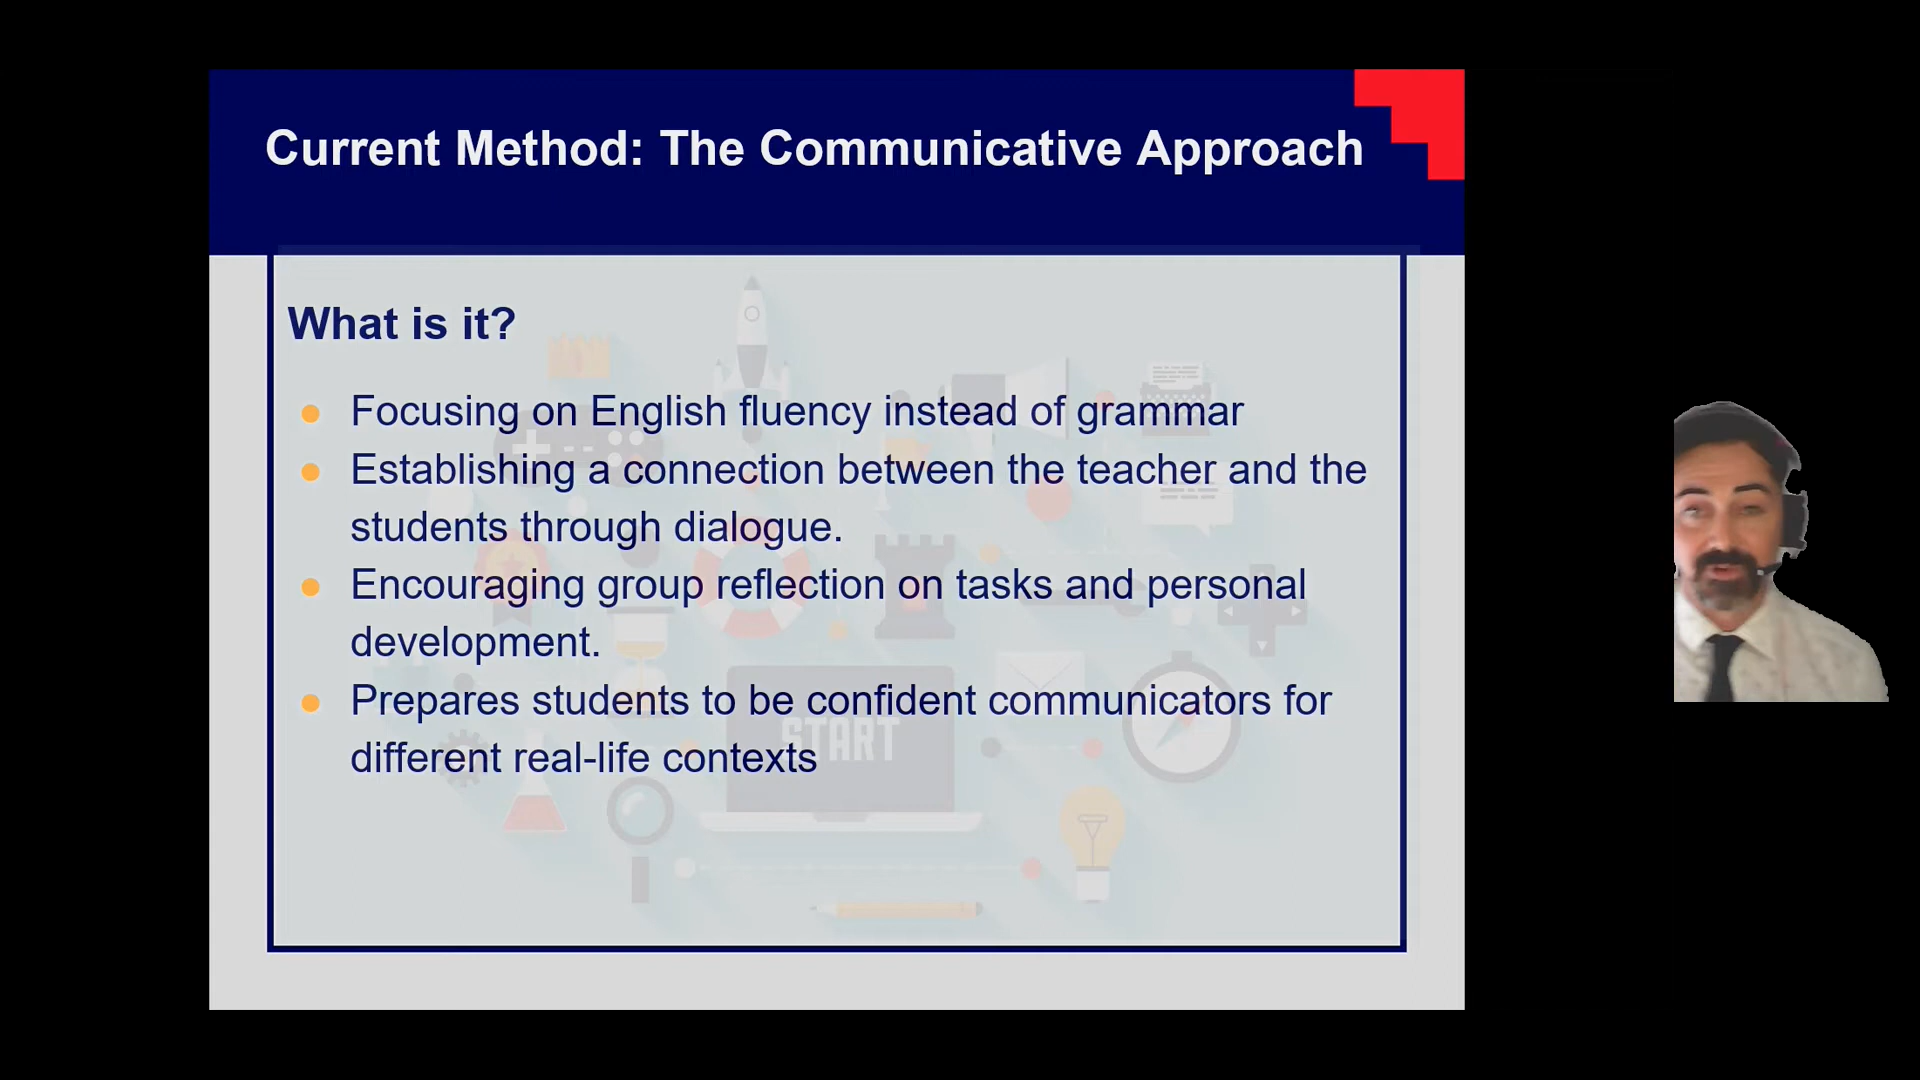 Current Method: The Communicative Approach
What is it?
Focusing on English fluency instead of grammar
Establishing a connection between the teacher and the
students through dialogue.
Encouraging group reflection on tasks and personal
development.
Prepares students to be confident communicators for
different real-life contexts
START